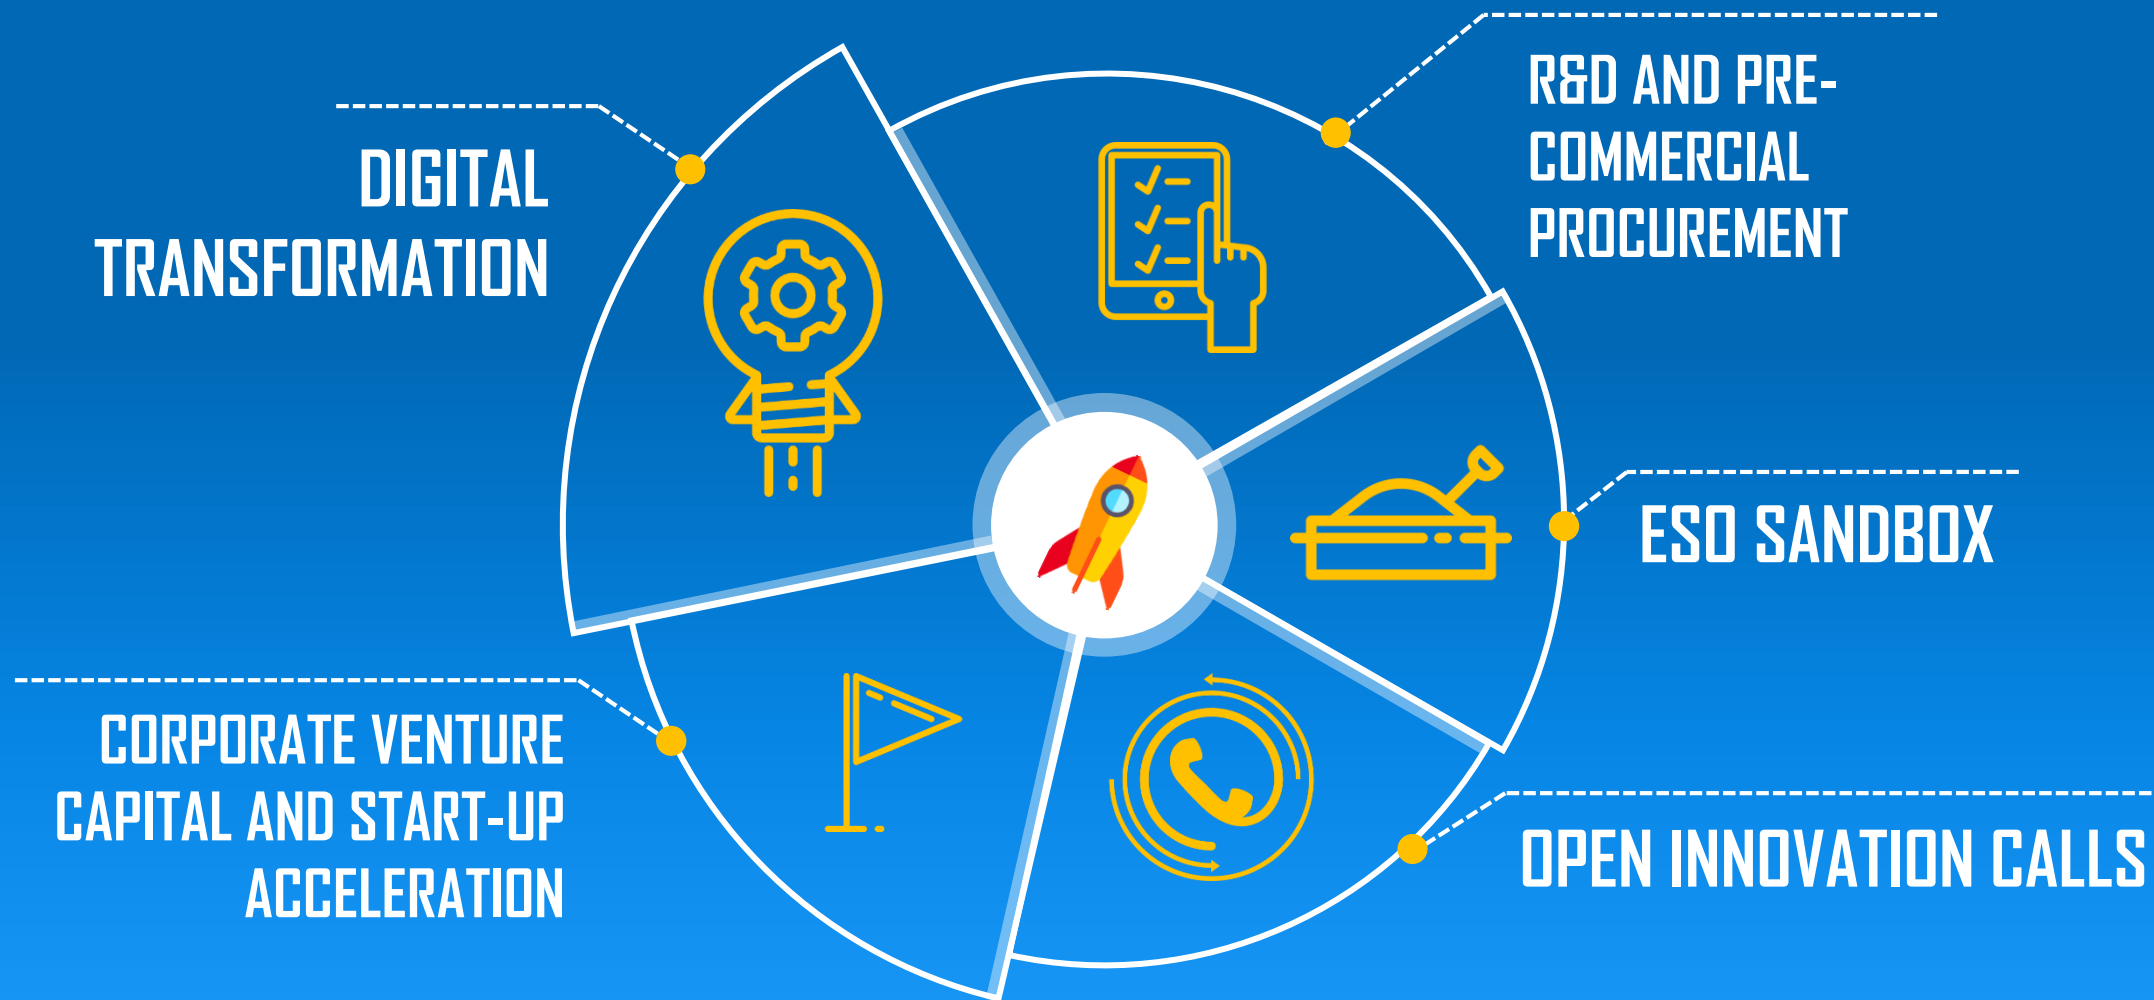 DIGITAL
TRANSFORMATION
R&D AND PRE-
COMMERCIAL
PROCUREMENT
ESO SANDBOX
CORPORATE VENTURE
CAPITAL AND START-UP
ACCELERATION
OPEN INNOVATION CALLS